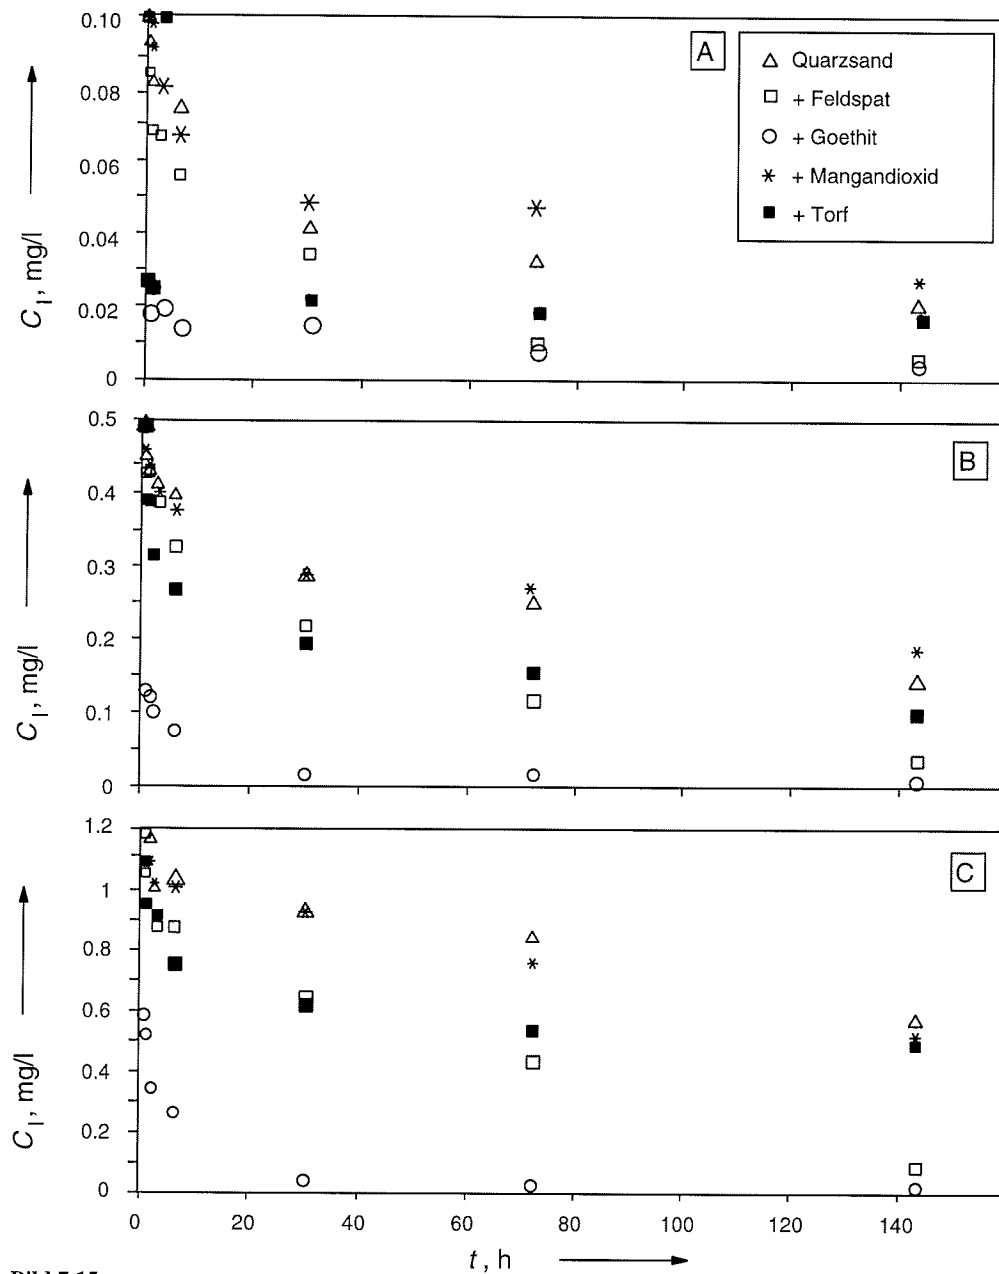 0.10
0.08
0.06
0.04
0.02
0
C_l, mg/l
A
Quarzsand
+ Feldspat
+ Goethit
+ Mangandioxid
+ Torf
0.5
0.4
0.3
0.2
0.1
0
C_l, mg/l
B
1.2
1
0.8
0.6
0.4
0.2
0
C_l, mg/l
C
0 20 40 60 80 100 120 140
t, h